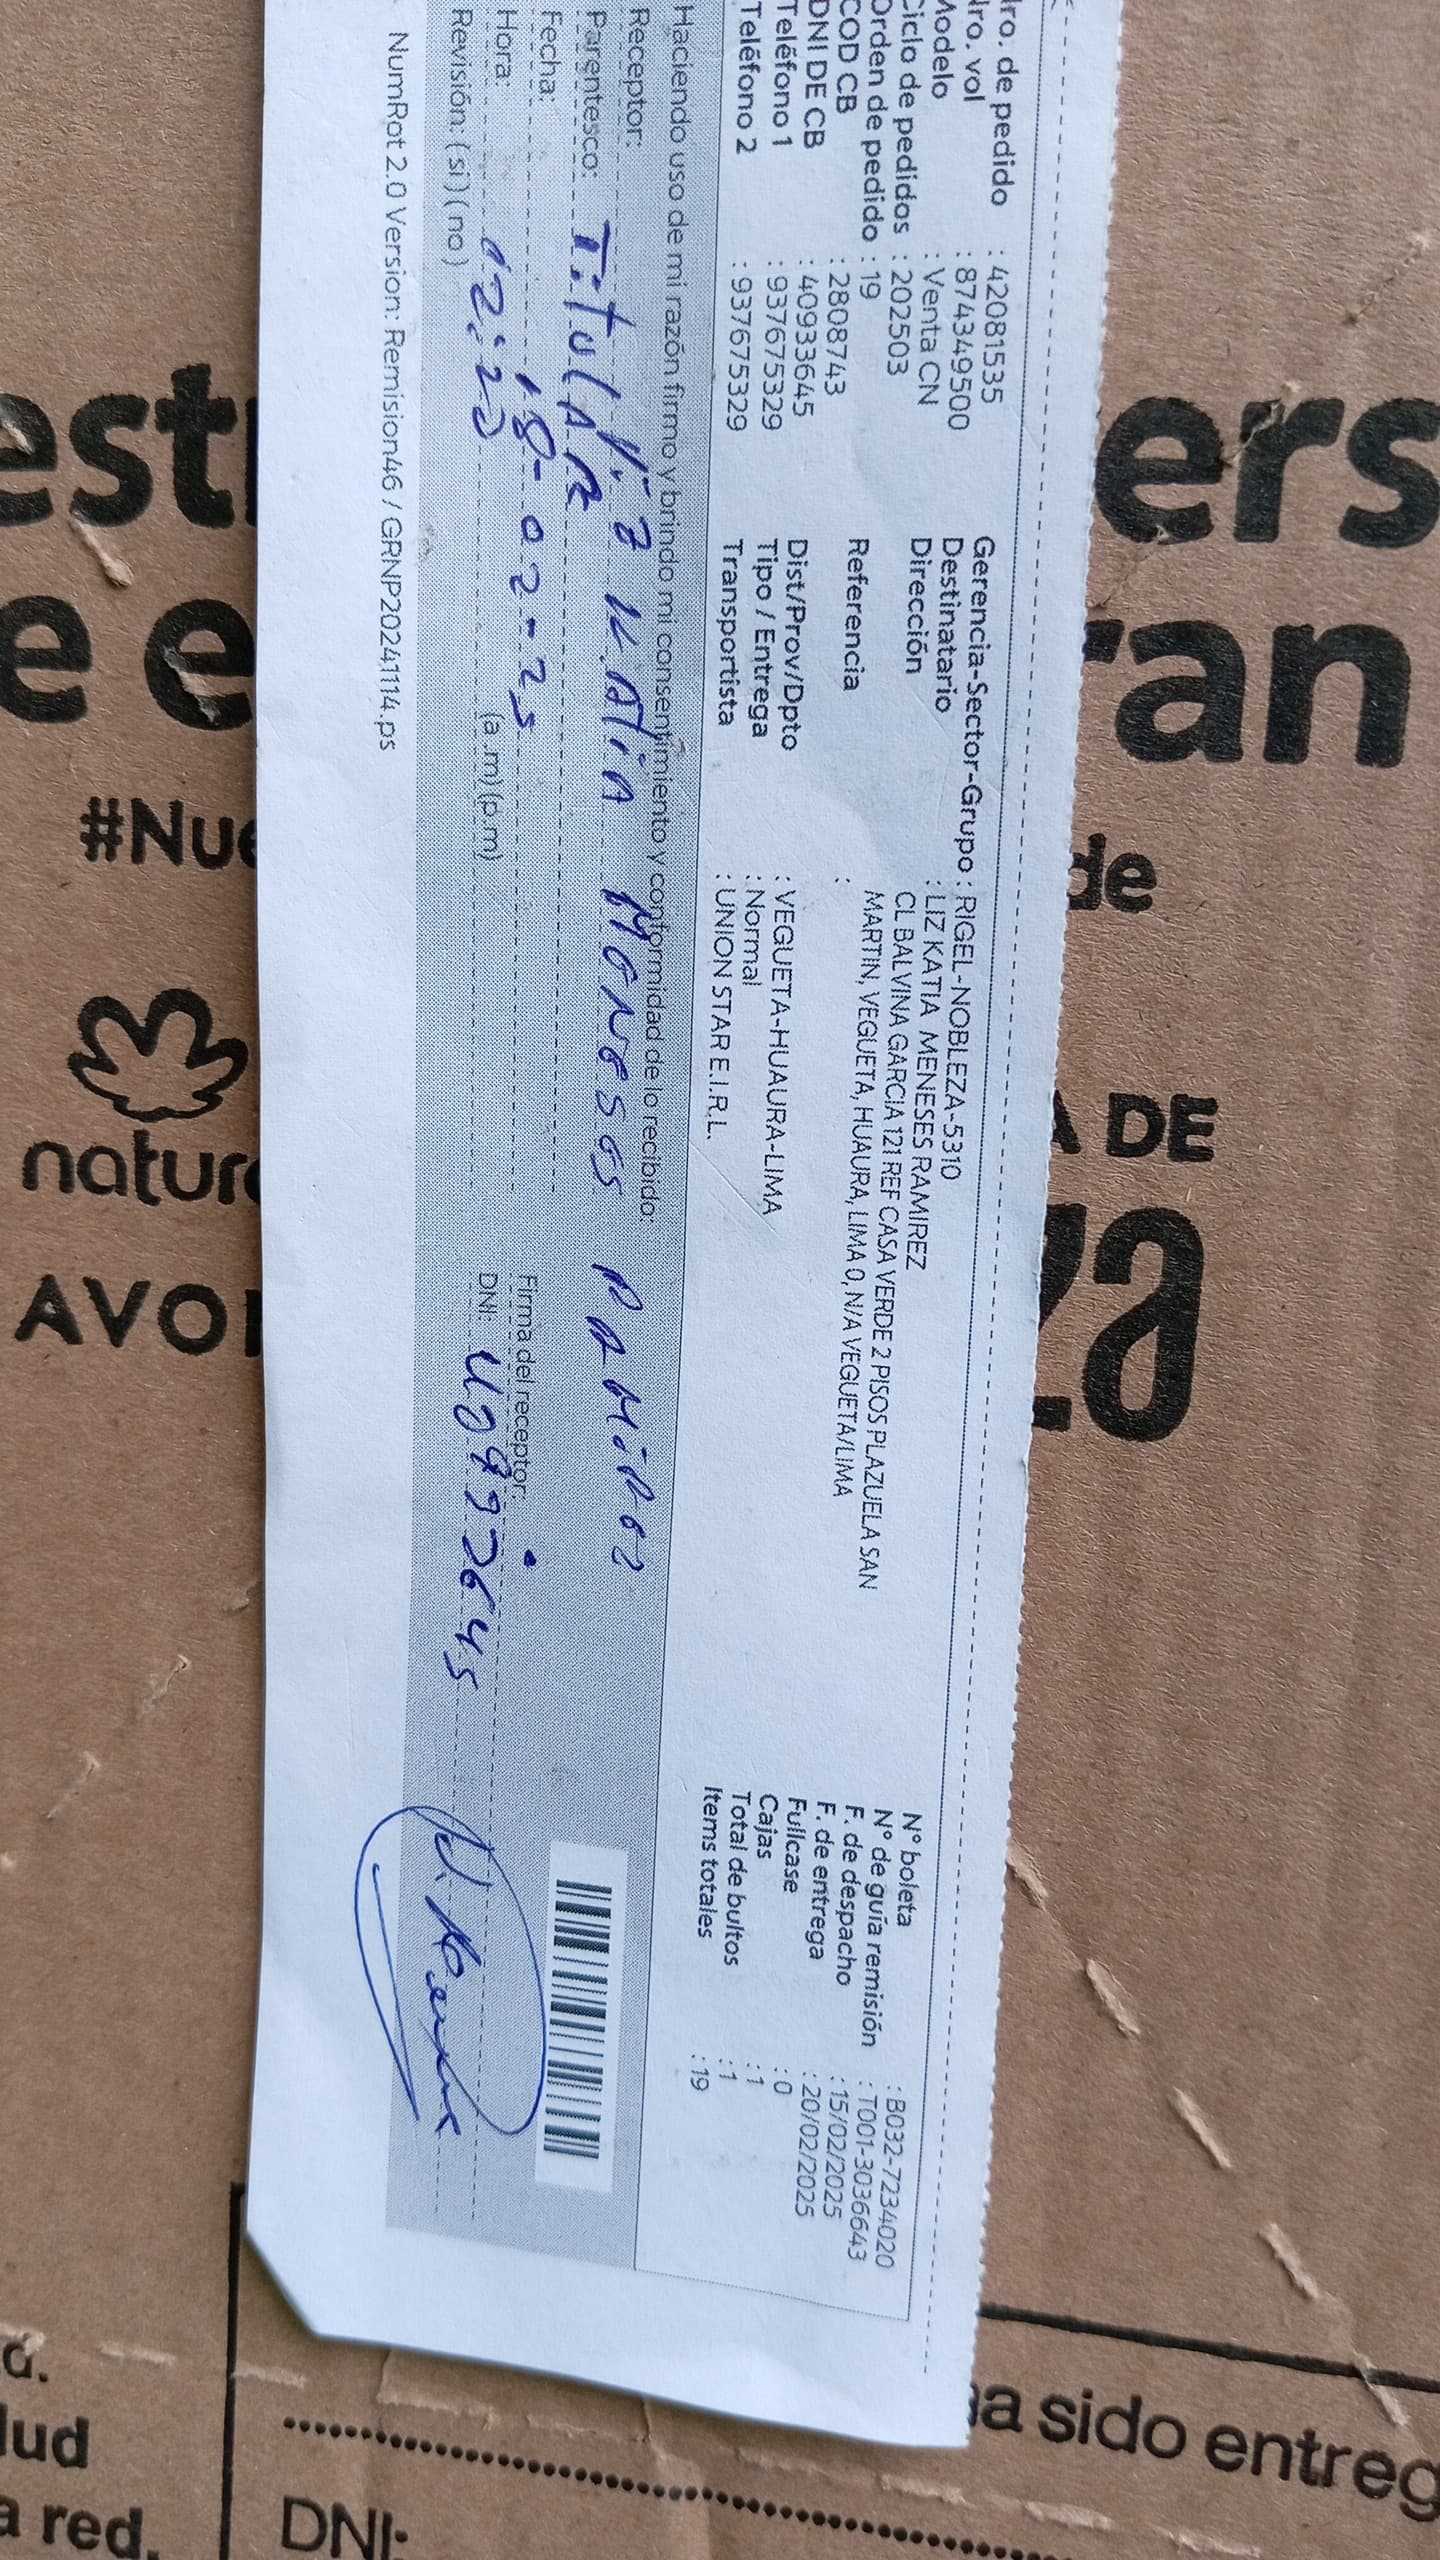 Nro. de pedido : 42081535
Nro. vol : 874349500
Modelo : Venta CN
Ciclo de pedidos : 202503
Orden de pedido : 19
COD CB : 2808743
DNI DE CB : 40933645
Teléfono 1 : 937675329
Teléfono 2 : 937675329
Gerencia-Sector-Grupo : RIGEL-NOBLEZA-5310
Destinatario : LIZ KATIA MENESES RAMIREZ
Dirección CL BALVINA GARCIA 121 REF CASA VERDE 2 PISOS PLAZUELA SAN
MARTIN, VEGUETA, HUAURA, LIMA 0, N/A VEGUETA/LIMA
Referencia :
Dist/Prov/Dpto : VEGUETA-HUAURA-LIMA
Tipo / Entrega : Normal
Transportista : UNION STAR E.I.R.L.
N° boleta : B032-7234020
N° de guía remisión : T001-3036643
F. de despacho : 15/02/2025
F. de entrega : 20/02/2025
Fullcase : 0
Cajas : 1
Total de bultos : 1
Items totales : 19
Haciendo uso de mi razón firmo y brindo mi consentimiento y conformidad de lo recibido:
Receptor: Katia Meneses Ramirez
Parentesco: TitulAR
Fecha: 18-02-25
Hora: 12:20 (a.m) (p.m)
Revisión: ( si ) ( no )
Firma del receptor:
DNI: 40933645
NumRot 2.0 Version: Remision46 / GRNP20241114.ps
est
ers
e e
ran
#Nue
de
natura
AVO
A DE
za
d.
lud
a red.
ha sido entreg
DNI: